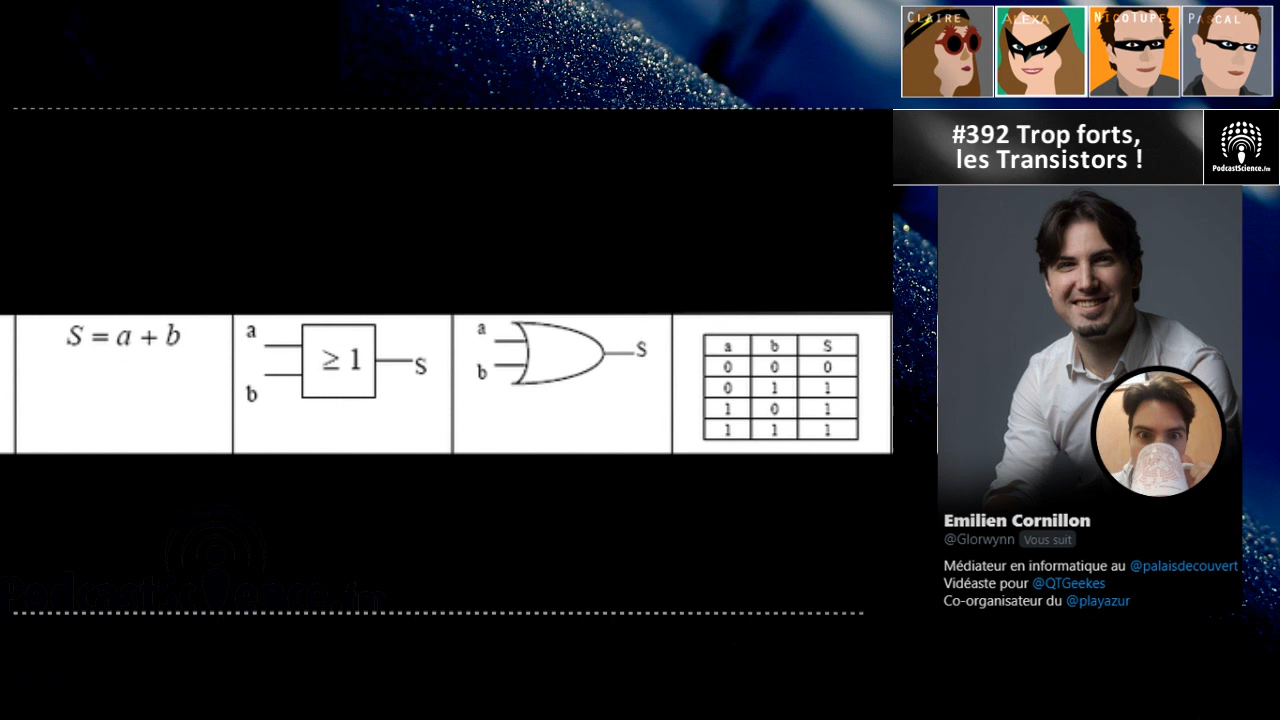 CLAIRE
ALEXA
NICOTUPE
PASCAL
#392 Trop forts,
les Transistors !
PodcastScience.fm
S = a + b
a
b
≥ 1
S
a
b
S
a b S
0 0 0
0 1 1
1 0 1
1 1 1
Emilien Cornillon
@Glorwynn Vous suit
Médiateur en informatique au @palaisdecouvert
Vidéaste pour @QTGeekes
Co-organisateur du @playazur
PodcastScience.fm